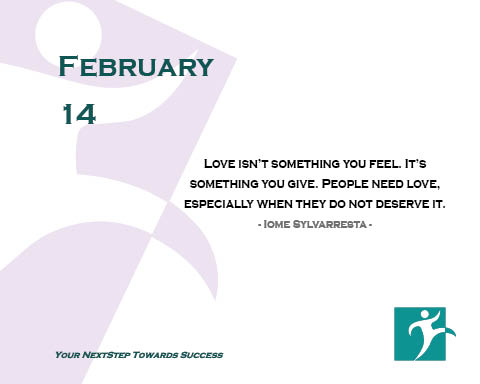 February
14
Love isn't something you feel. It's
something you give. People need love,
especially when they do not deserve it.
- Iome Sylvarresta -
Your NextStep Towards Success